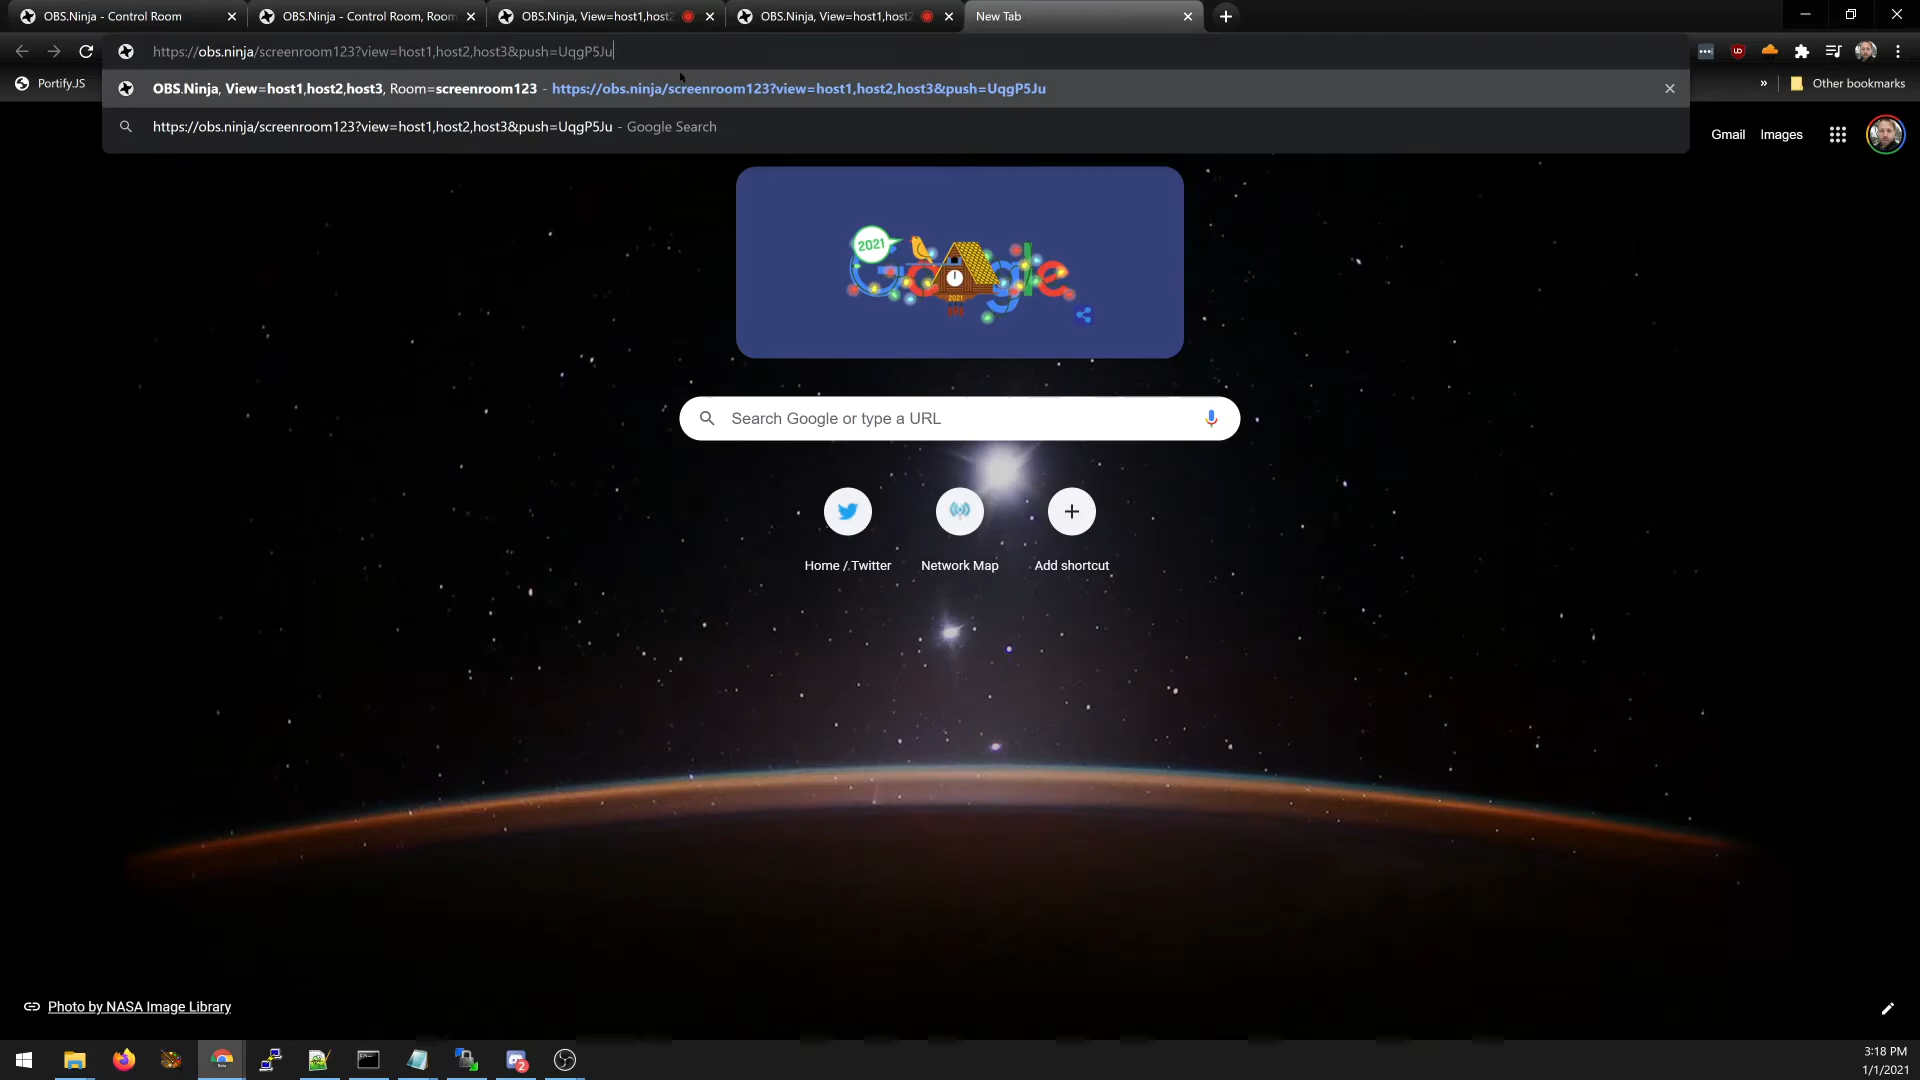 OBS.Ninja - Control Room
OBS.Ninja - Control Room, Room
OBS.Ninja, View=host1,host2
OBS.Ninja, View=host1,host2
New Tab
https://obs.ninja/screenroom123?view=host1,host2,host3&push=UqgP5Ju
Portify.JS
»
Other bookmarks
OBS.Ninja, View=host1,host2,host3, Room=screenroom123 - https://obs.ninja/screenroom123?view=host1,host2,host3&push=UqgP5Ju
https://obs.ninja/screenroom123?view=host1,host2,host3&push=UqgP5Ju - Google Search
Gmail
Images
2021
Google
2021
Search Google or type a URL
Home / Twitter
Network Map
Add shortcut
Photo by NASA Image Library
2
3:18 PM
1/1/2021